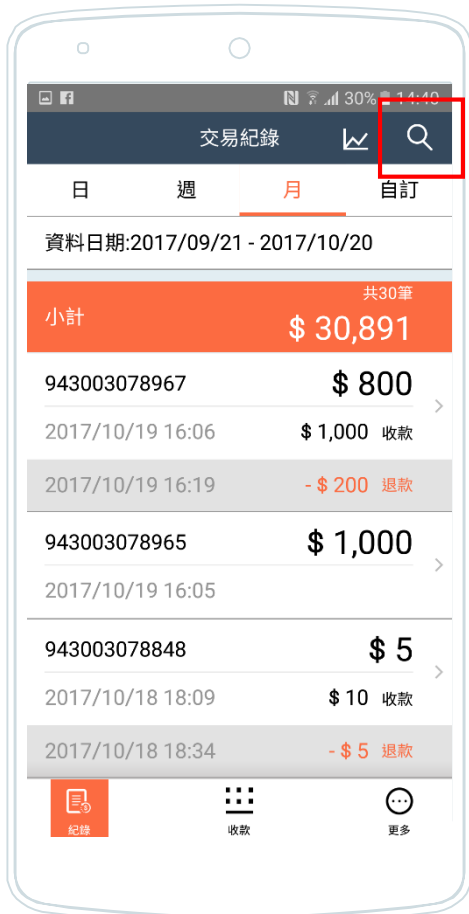 30% 14:40
交易紀錄
日 週 月 自訂
資料日期:2017/09/21 - 2017/10/20
共30筆
小計 $ 30,891
943003078967 $ 800
2017/10/19 16:06 $ 1,000 收款
2017/10/19 16:19 - $ 200 退款
943003078965 $ 1,000
2017/10/19 16:05
943003078848 $ 5
2017/10/18 18:09 $ 10 收款
2017/10/18 18:34 - $ 5 退款
紀錄 收款 更多